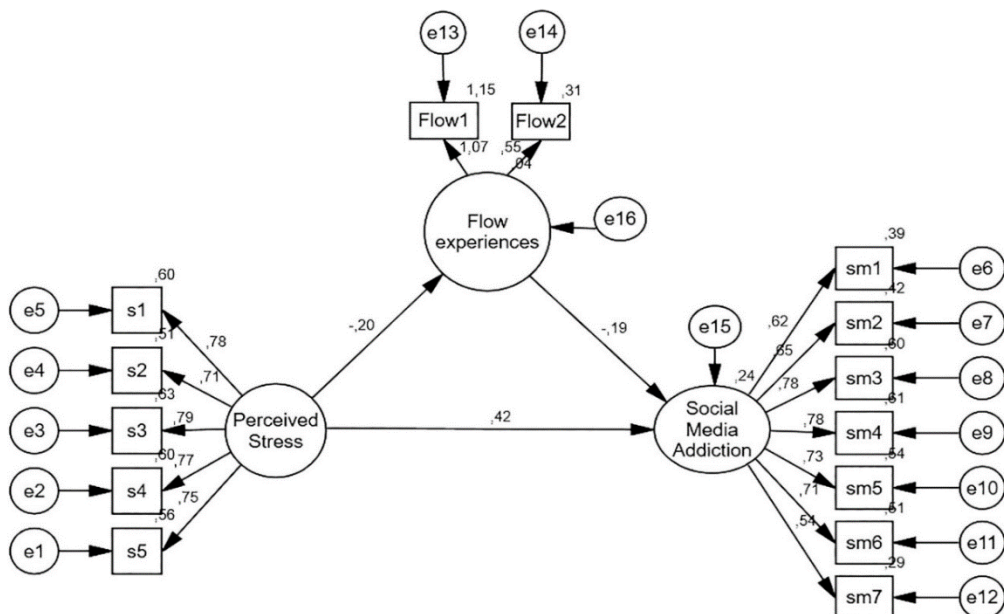 e13
e14
1,15
,31
Flow1
Flow2
1,07
,55
,04
Flow
experiences
e16
,60
e5
s1
,51
,78
e4
s2
,71
,63
e3
s3
,79
,60
e2
s4
,77
,75
,56
e1
s5
Perceived
Stress
-,20
-,19
,42
e15
,24
Social
Media
Addiction
,39
sm1
e6
,42
,62
sm2
e7
,65
,60
sm3
e8
,78
,61
sm4
e9
,78
,54
sm5
e10
,73
,51
sm6
e11
,71
,29
sm7
e12
,54